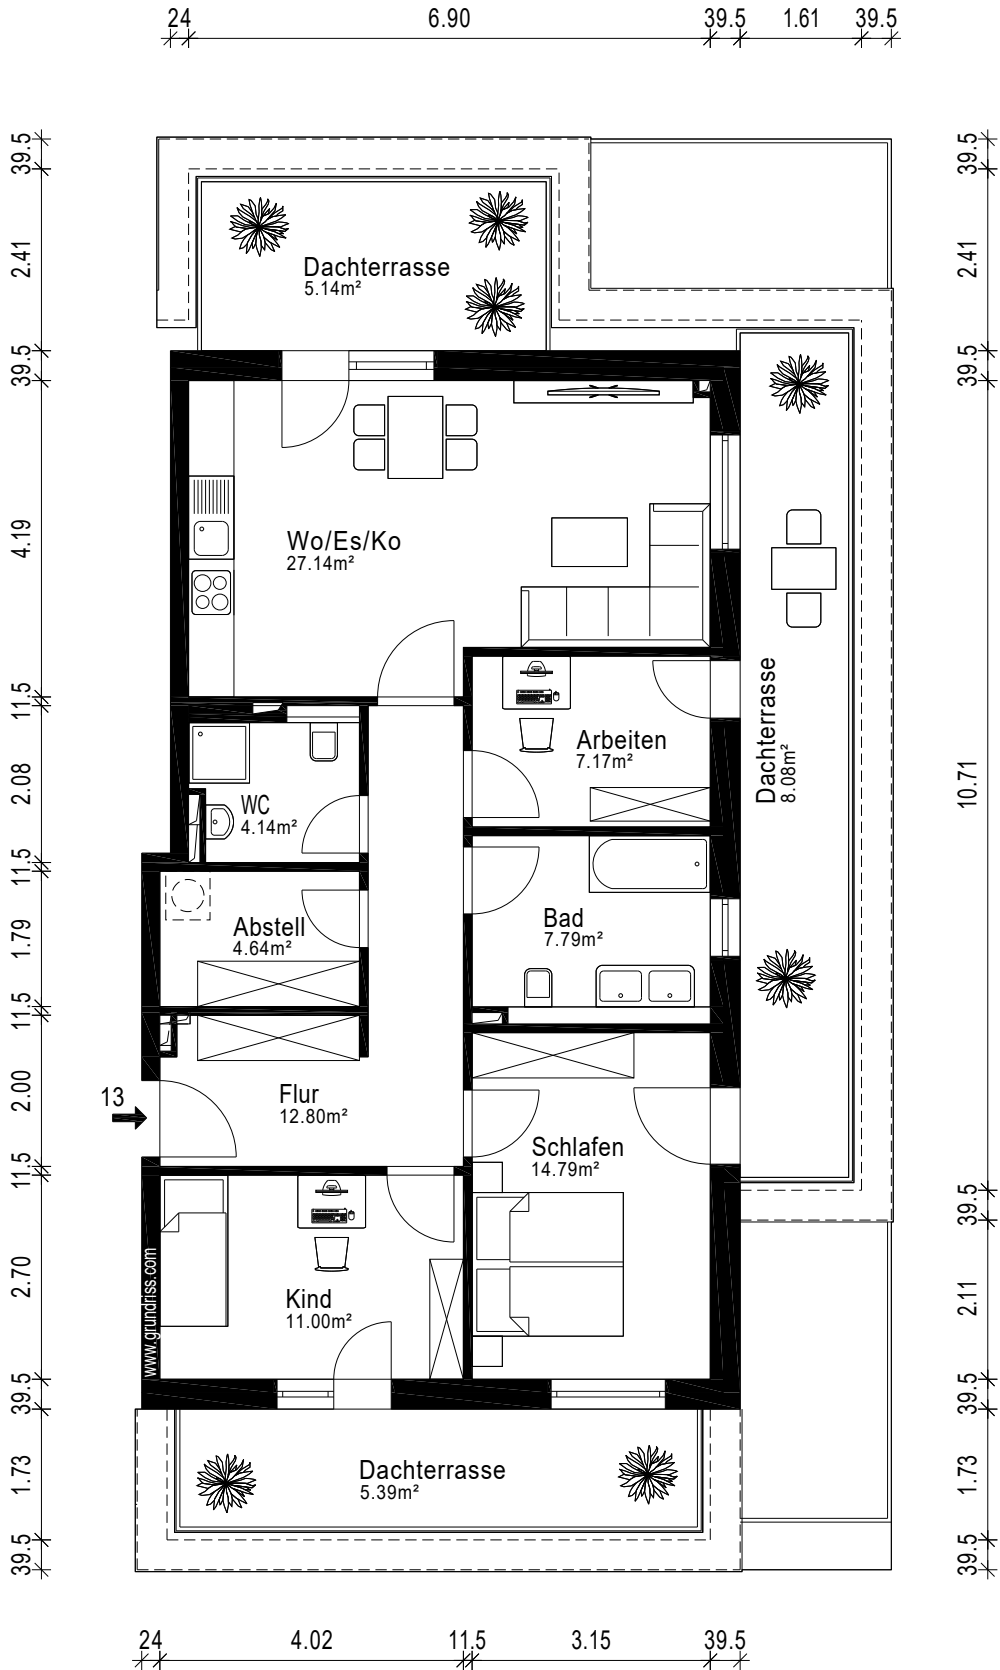 24 6.90 39.5 1.61 39.5
39.5
2.41
39.5
4.19
11.5
2.08
11.5
1.79
11.5
2.00
11.5
2.70
39.5
1.73
39.5
Dachterrasse
5.14m²
Wo/Es/Ko
27.14m²
Arbeiten
7.17m²
Dachterrasse
8.08m²
WC
4.14m²
Abstell
4.64m²
Bad
7.79m²
13
Flur
12.80m²
Schlafen
14.79m²
Kind
11.00m²
www.grundriss.com
Dachterrasse
5.39m²
39.5
2.41
39.5
10.71
39.5
2.11
39.5
1.73
39.5
24 4.02 11.5 3.15 39.5